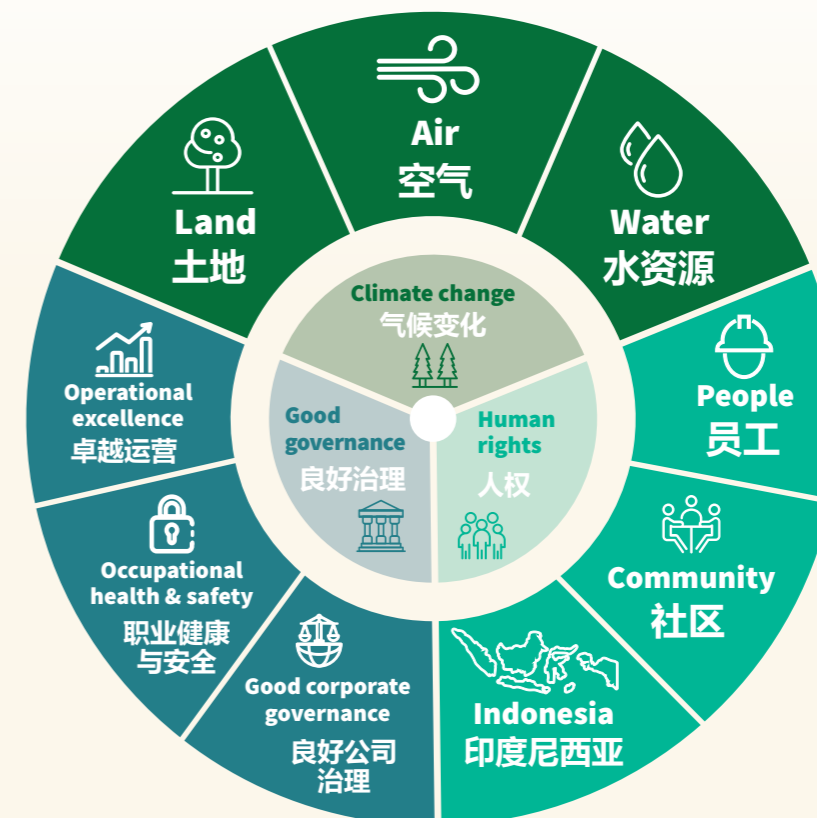 Air
空气
Water
水资源
People
员工
Community
社区
Indonesia
印度尼西亚
Good corporate
governance
良好公司
治理
Occupational
health & safety
职业健康
与安全
Operational
excellence
卓越运营
Land
土地
Climate change
气候变化
Human
rights
人权
Good
governance
良好治理